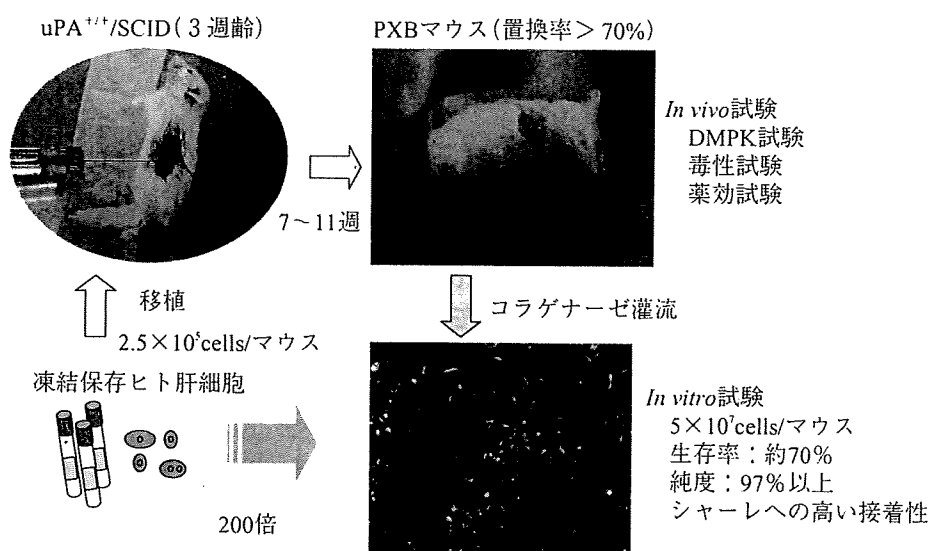 uPA⁺/⁺/SCID(3週齢)
PXBマウス(置換率＞70%)
In vivo試験
DMPK試験
毒性試験
薬効試験
7～11週
移植
2.5×10⁵cells/マウス
コラゲナーゼ灌流
凍結保存ヒト肝細胞
200倍
In vitro試験
5×10⁷cells/マウス
生存率：約70%
純度：97%以上
シャーレへの高い接着性